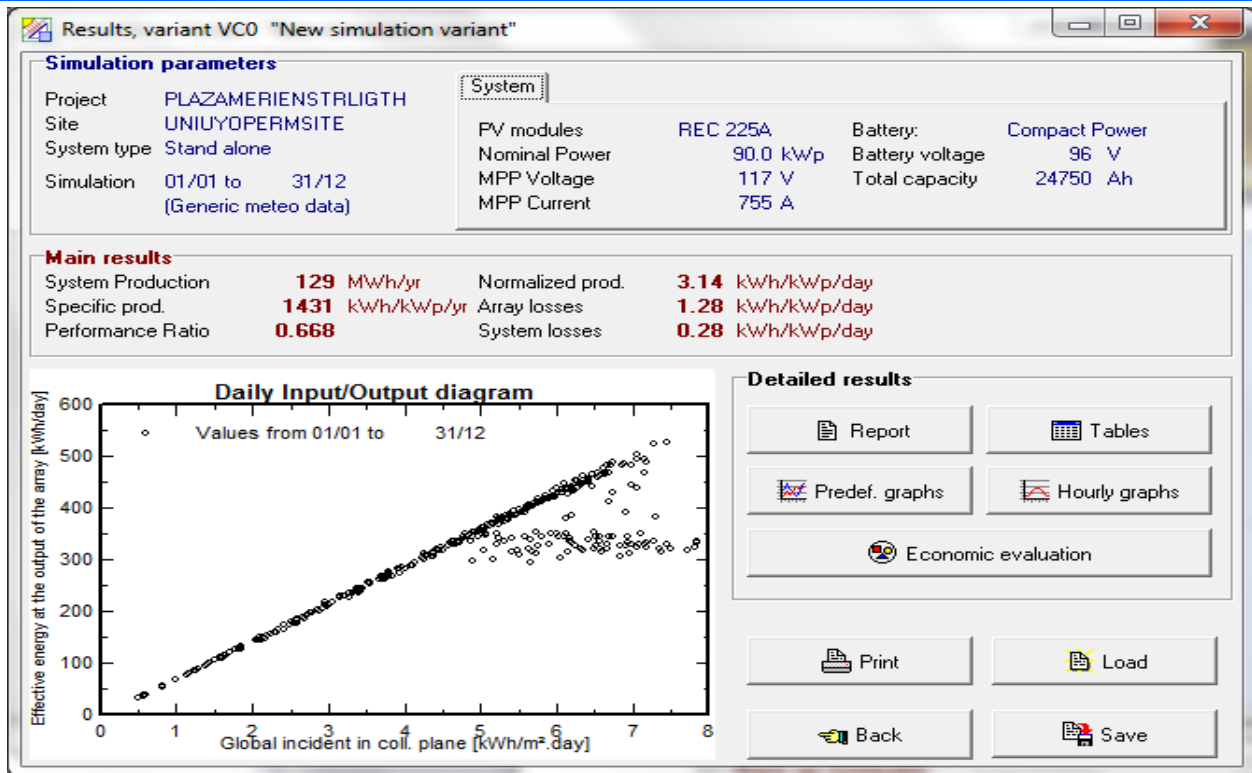 Results, variant VC0 "New simulation variant"
Simulation parameters
Project PLAZAMERIENSTRLIGTH
Site UNIUYOPERMSITE
System type Stand alone
Simulation 01/01 to 31/12
(Generic meteo data)
System
PV modules REC 225A Battery: Compact Power
Nominal Power 90.0 kWp Battery voltage 96 V
MPP Voltage 117 V Total capacity 24750 Ah
MPP Current 755 A
Main results
System Production 129 MWh/yr Normalized prod. 3.14 kWh/kWp/day
Specific prod. 1431 kWh/kWp/yr Array losses 1.28 kWh/kWp/day
Performance Ratio 0.668 System losses 0.28 kWh/kWp/day
Daily Input/Output diagram
Values from 01/01 to 31/12
Effective energy at the output of the array [kWh/day]
600
500
400
300
200
100
0
0 1 2 3 4 5 6 7 8
Global incident in coll. plane [kWh/m².day]
Detailed results
Report Tables
Predef. graphs Hourly graphs
Economic evaluation
Print Load
Back Save